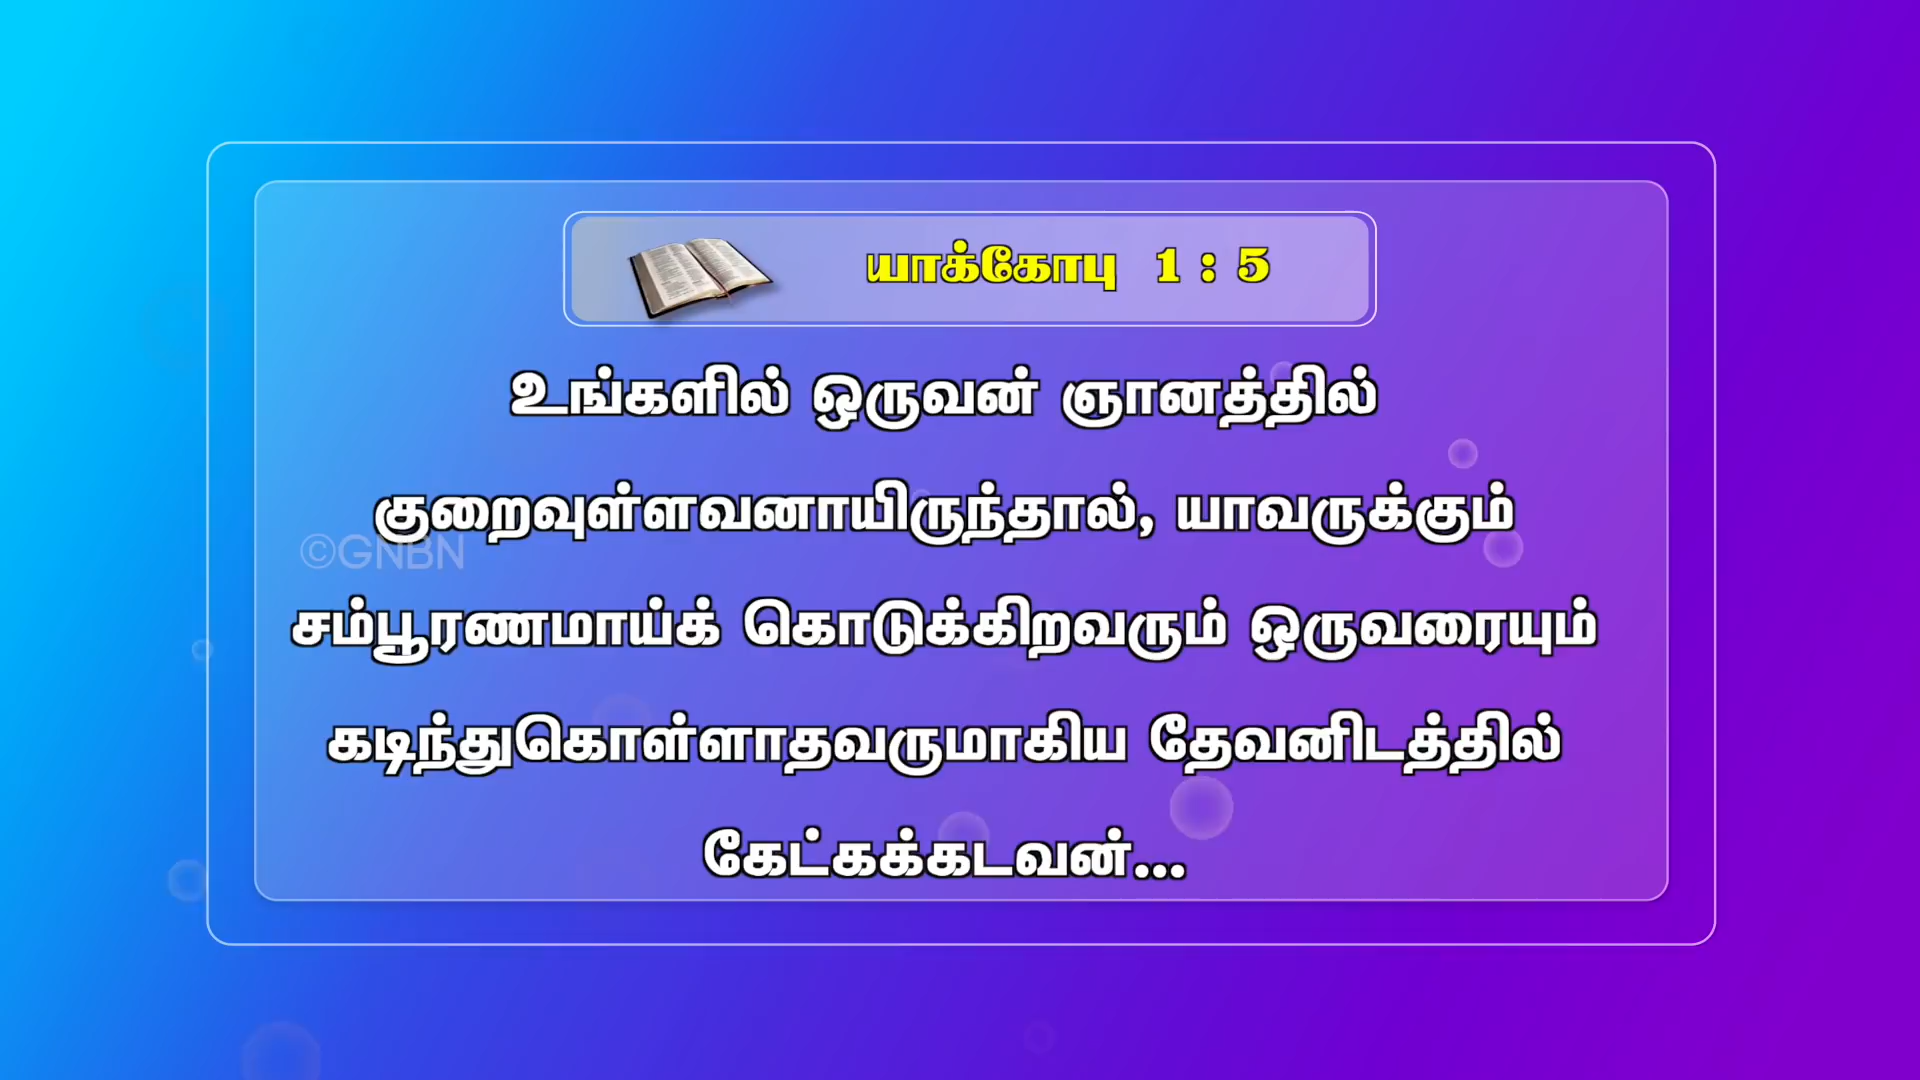 யாக்கோபு 1 : 5
உங்களில் ஒருவன் ஞானத்தில்
குறைவுள்ளவனாயிருந்தால், யாவருக்கும்
©GNBN
சம்பூரணமாய்க் கொடுக்கிறவரும் ஒருவரையும்
கடிந்துகொள்ளாதவருமாகிய தேவனிடத்தில்
கேட்கக்கடவன்...